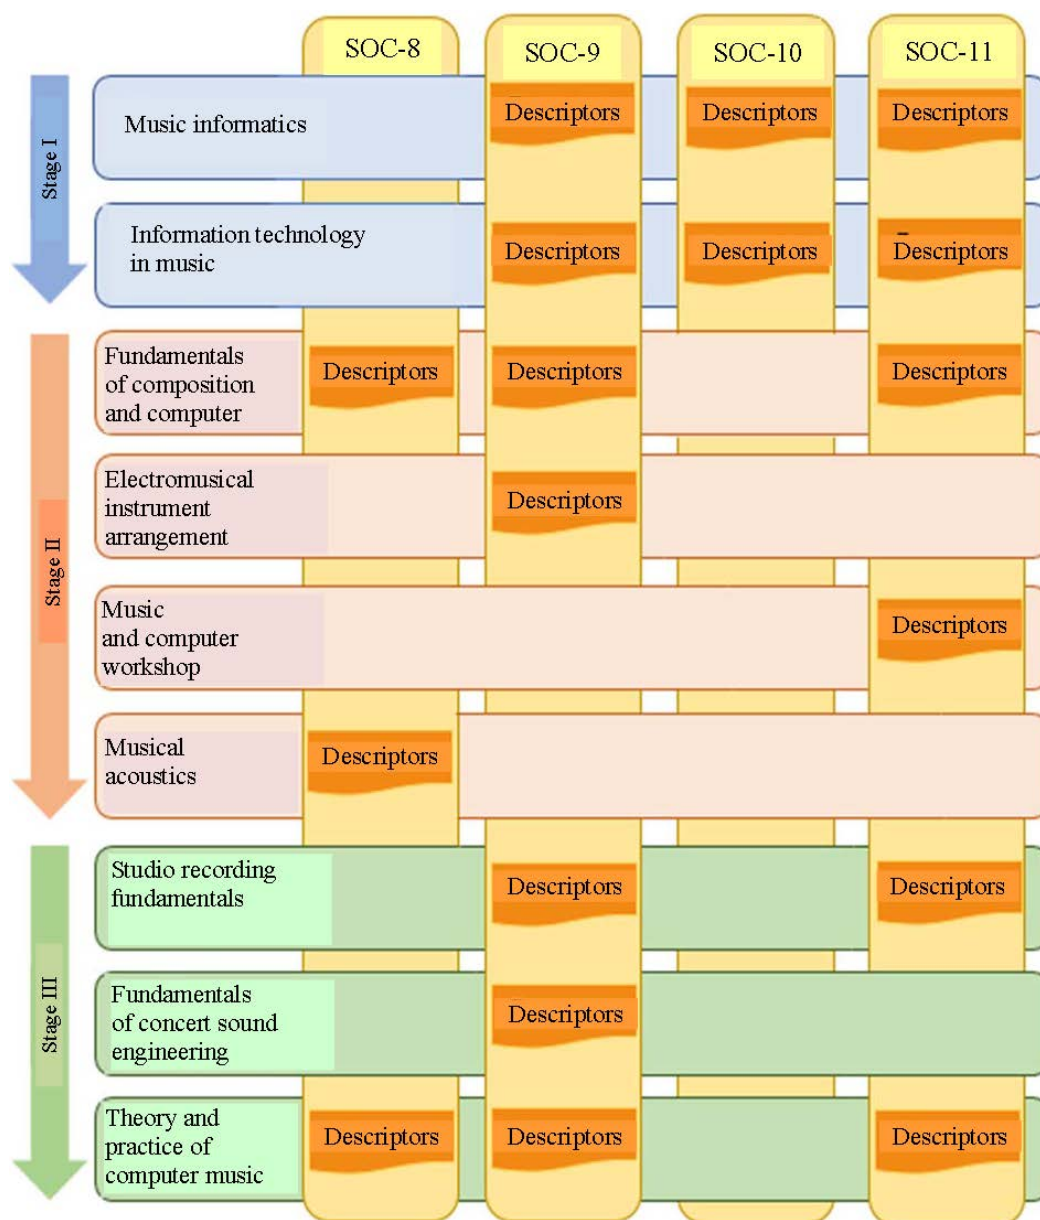 SOC-8
SOC-9
SOC-10
SOC-11
Stage I
Music informatics
Descriptors
Descriptors
Descriptors
Information technology
in music
Descriptors
Descriptors
Descriptors
Stage II
Fundamentals
of composition
and computer
Descriptors
Descriptors
Descriptors
Electromusical
instrument
arrangement
Descriptors
Music
and computer
workshop
Descriptors
Musical
acoustics
Descriptors
Stage III
Studio recording
fundamentals
Descriptors
Descriptors
Fundamentals
of concert sound
engineering
Descriptors
Theory and
practice of
computer music
Descriptors
Descriptors
Descriptors